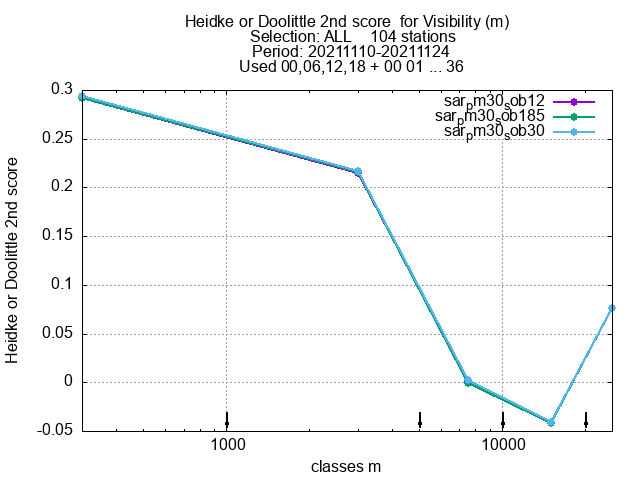 Heidke or Doolittle 2nd score  for Visibility (m)
Selection: ALL    104 stations
Period: 20211110-20211124
Used 00,06,12,18 + 00 01 ... 36
sar_pm30_sob12
sar_pm30_sob185
sar_pm30_sob30
0.3
0.25
0.2
0.15
0.1
0.05
0
-0.05
Heidke or Doolittle 2nd score
1000
10000
classes m